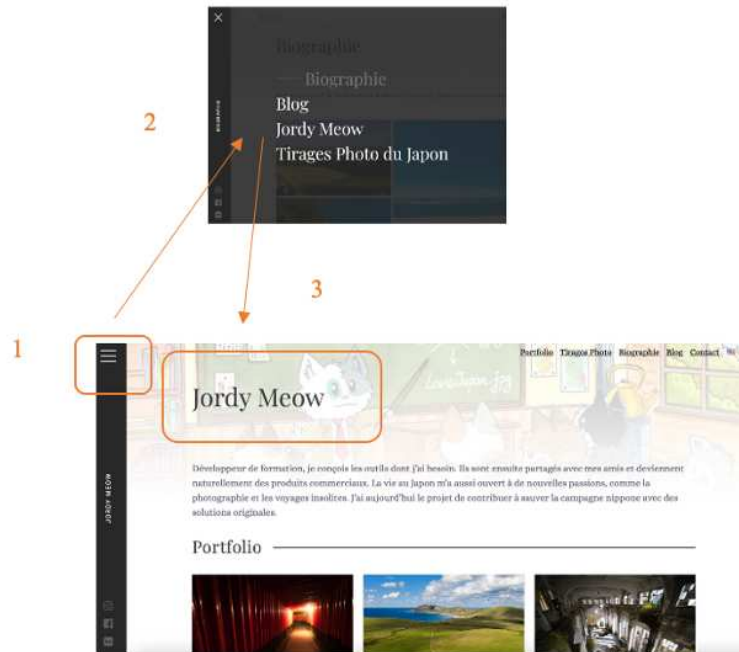 Biographie
Biographie
Blog
Jordy Meow
Tirages Photo du Japon
BIOGRAPHIE
2
3
1
Portfolio Tirages Photo Biographie Blog Contact
LoveJapon.jpg
Jordy Meow
Développeur de formation, je conçois les outils dont j'ai besoin. Ils sont ensuite partagés avec mes amis et deviennent
naturellement des produits commerciaux. La vie au Japon m'a aussi ouvert à de nouvelles passions, comme la
photographie et les voyages insolites. J'ai aujourd'hui le projet de contribuer à sauver la campagne nippone avec des
solutions originales.
JORDY MEOW
Portfolio